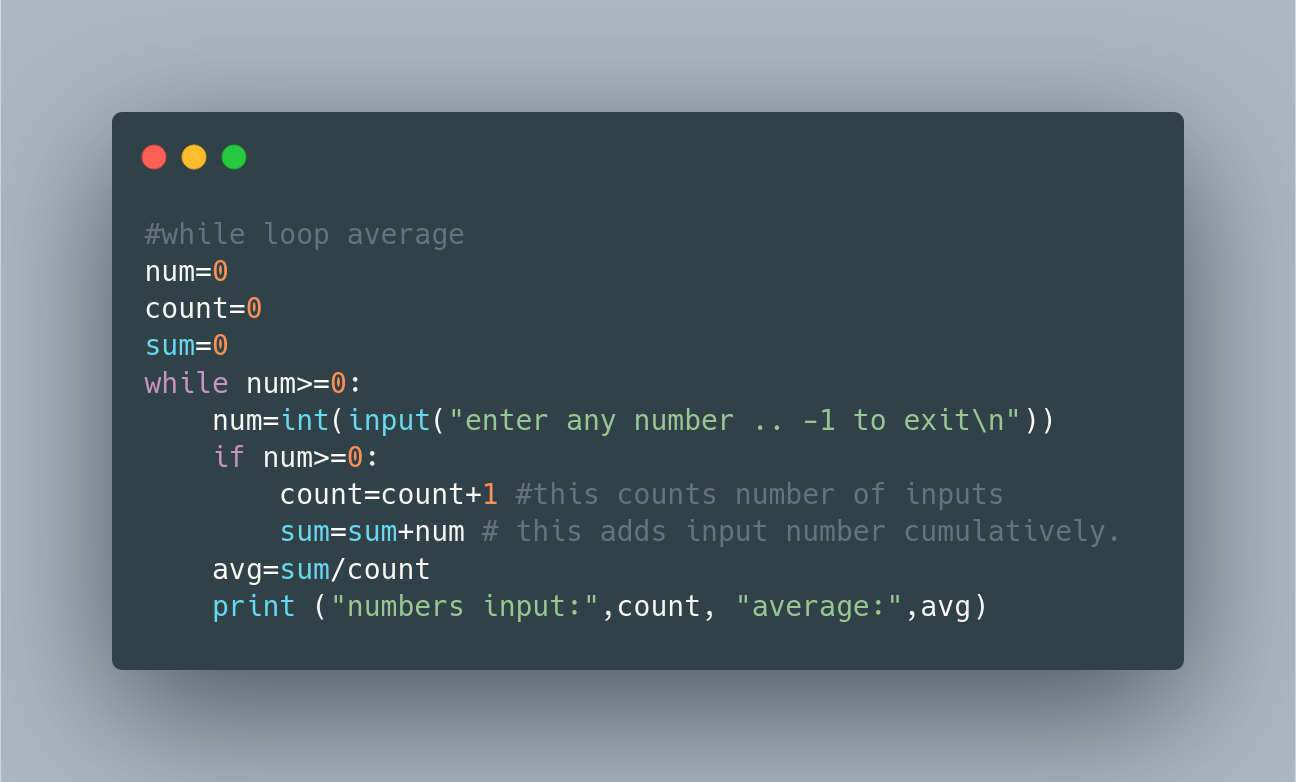 #while loop average
num=0
count=0
sum=0
while num>=0:
    num=int(input("enter any number .. -1 to exit\n"))
    if num>=0:
        count=count+1 #this counts number of inputs
        sum=sum+num # this adds input number cumulatively.
    avg=sum/count
    print ("numbers input:",count, "average:",avg)